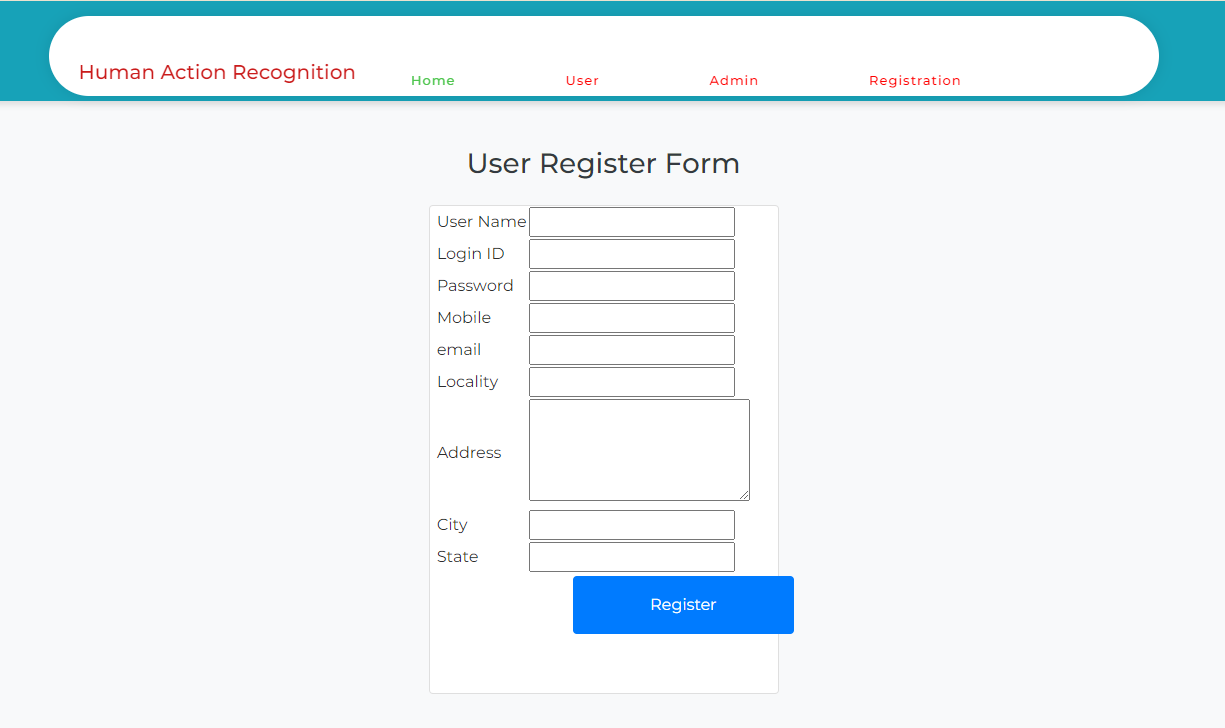 Human Action Recognition
Home
User
Admin
Registration
User Register Form
User Name
Login ID
Password
Mobile
email
Locality
Address
City
State
Register